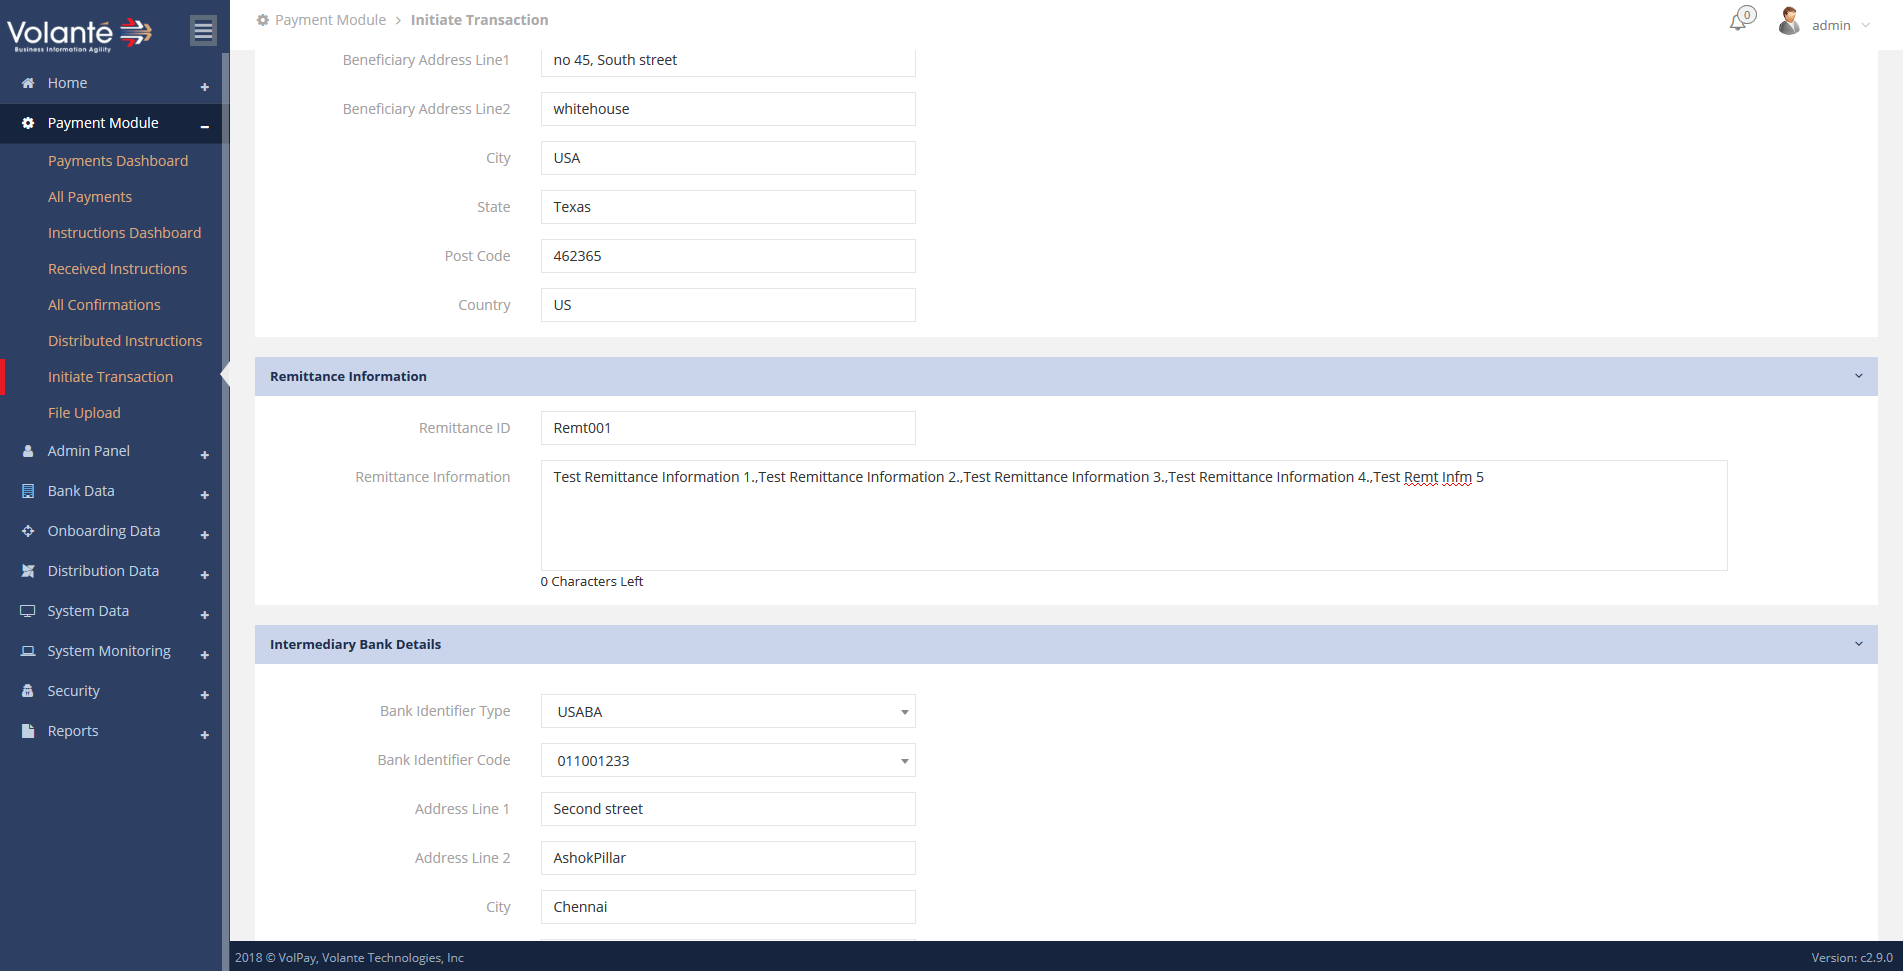 Volanté
Business Information Agility
Payment Module > Initiate Transaction
0
admin
Home
Payment Module
Payments Dashboard
All Payments
Instructions Dashboard
Received Instructions
All Confirmations
Distributed Instructions
Initiate Transaction
File Upload
Admin Panel
Bank Data
Onboarding Data
Distribution Data
System Data
System Monitoring
Security
Reports
Beneficiary Address Line1 no 45, South street
Beneficiary Address Line2 whitehouse
City USA
State Texas
Post Code 462365
Country US
Remittance Information
Remittance ID Remt001
Remittance Information Test Remittance Information 1.,Test Remittance Information 2.,Test Remittance Information 3.,Test Remittance Information 4.,Test Remt Infm 5
0 Characters Left
Intermediary Bank Details
Bank Identifier Type USABA
Bank Identifier Code 011001233
Address Line 1 Second street
Address Line 2 AshokPillar
City Chennai
2018 © VolPay, Volante Technologies, Inc Version: c2.9.0